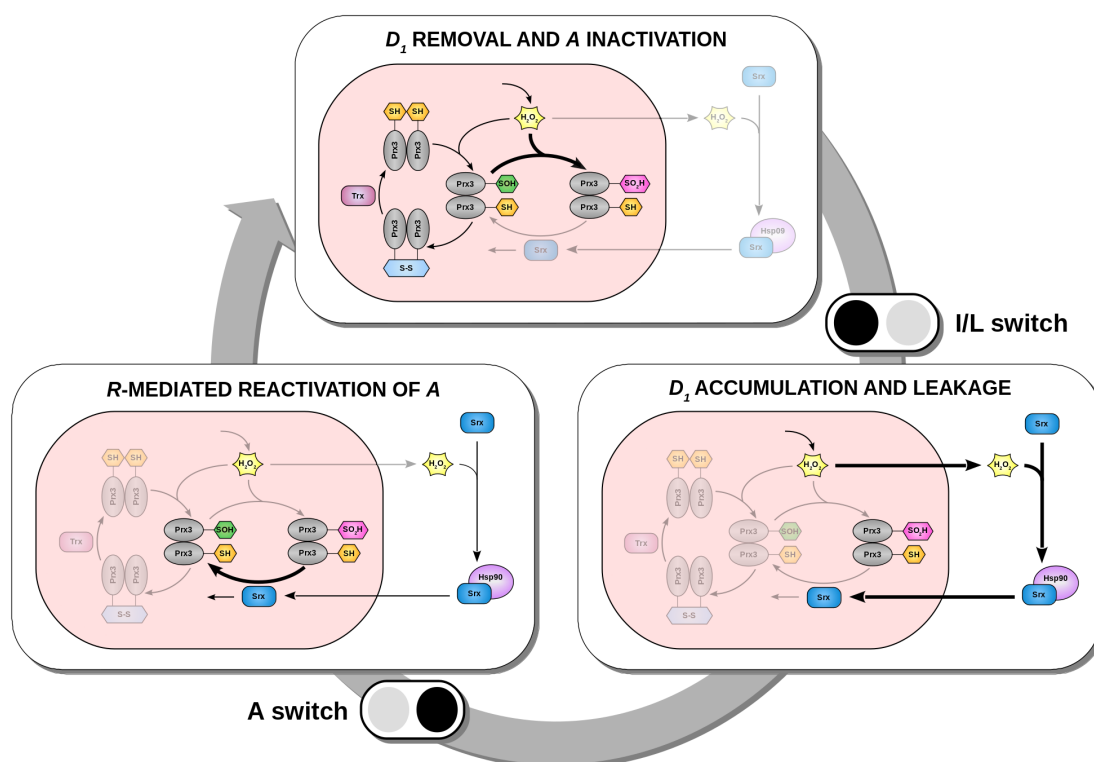 D1 REMOVAL AND A INACTIVATION
Srx
H2O2
H2O2
SH SH
Prx3 Prx3
Prx3 SOH
Prx3 SH
Prx3 SO2H
Prx3 SH
Trx
Prx3 Prx3
S-S
Srx
Hsp09
Srx
I/L switch
R-MEDIATED REACTIVATION OF A
Srx
H2O2
H2O2
SH SH
Prx3 Prx3
Prx3 SOH
Prx3 SH
Prx3 SO2H
Prx3 SH
Trx
Prx3 Prx3
S-S
Srx
Hsp90
Srx
D1 ACCUMULATION AND LEAKAGE
Srx
H2O2
H2O2
SH SH
Prx3 Prx3
Prx3 SOH
Prx3 SH
Prx3 SO2H
Prx3 SH
Trx
Prx3 Prx3
S-S
Srx
Hsp90
Srx
A switch